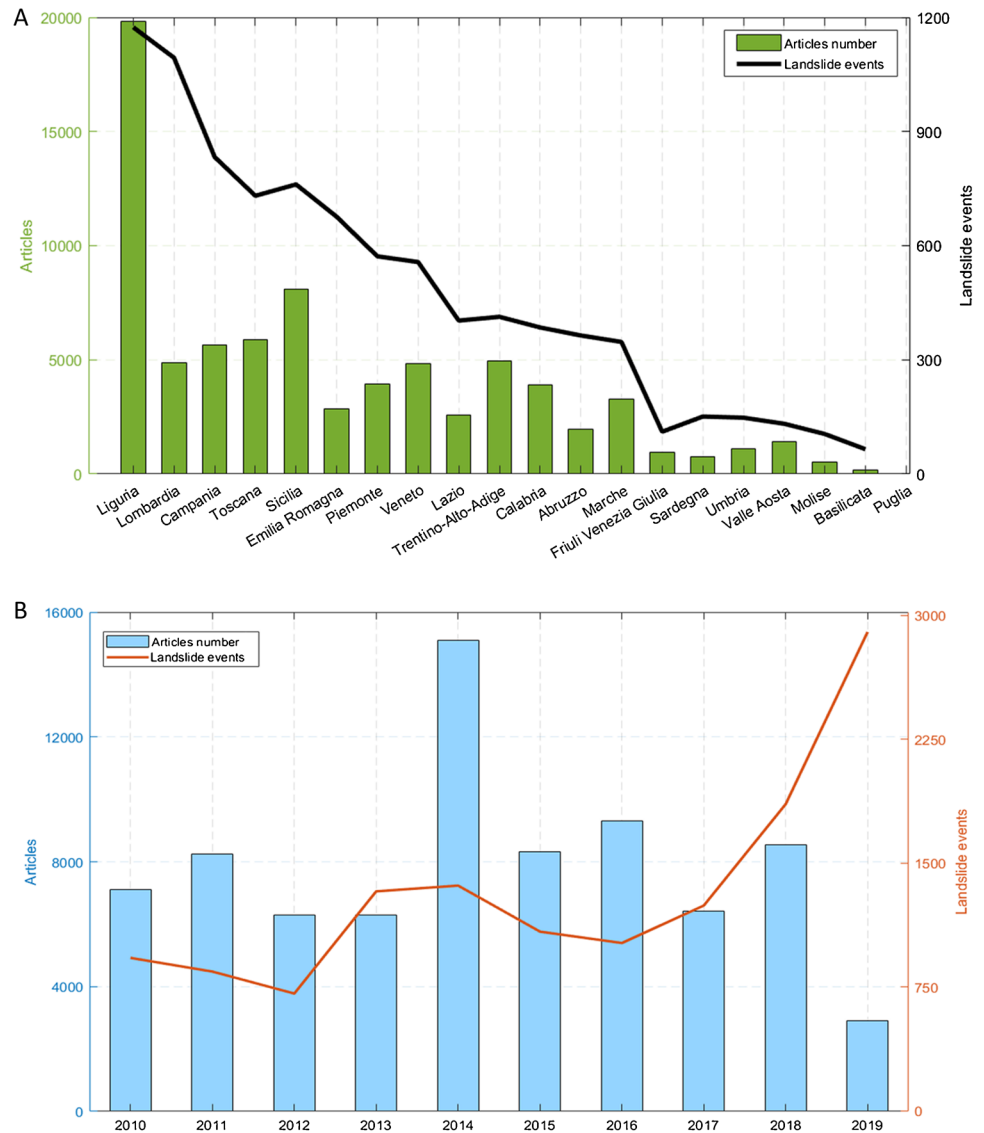 A
20000
15000
10000
5000
0
Articles
1200
900
600
300
0
Landslide events
Articles number
Landslide events
Liguria
Lombardia
Campania
Toscana
Sicilia
Emilia Romagna
Piemonte
Veneto
Lazio
Trentino-Alto-Adige
Calabria
Abruzzo
Marche
Friuli Venezia Giulia
Sardegna
Umbria
Valle Aosta
Molise
Basilicata
Puglia
B
16000
12000
8000
4000
0
Articles
3000
2250
1500
750
0
Landslide events
Articles number
Landslide events
2010 2011 2012 2013 2014 2015 2016 2017 2018 2019